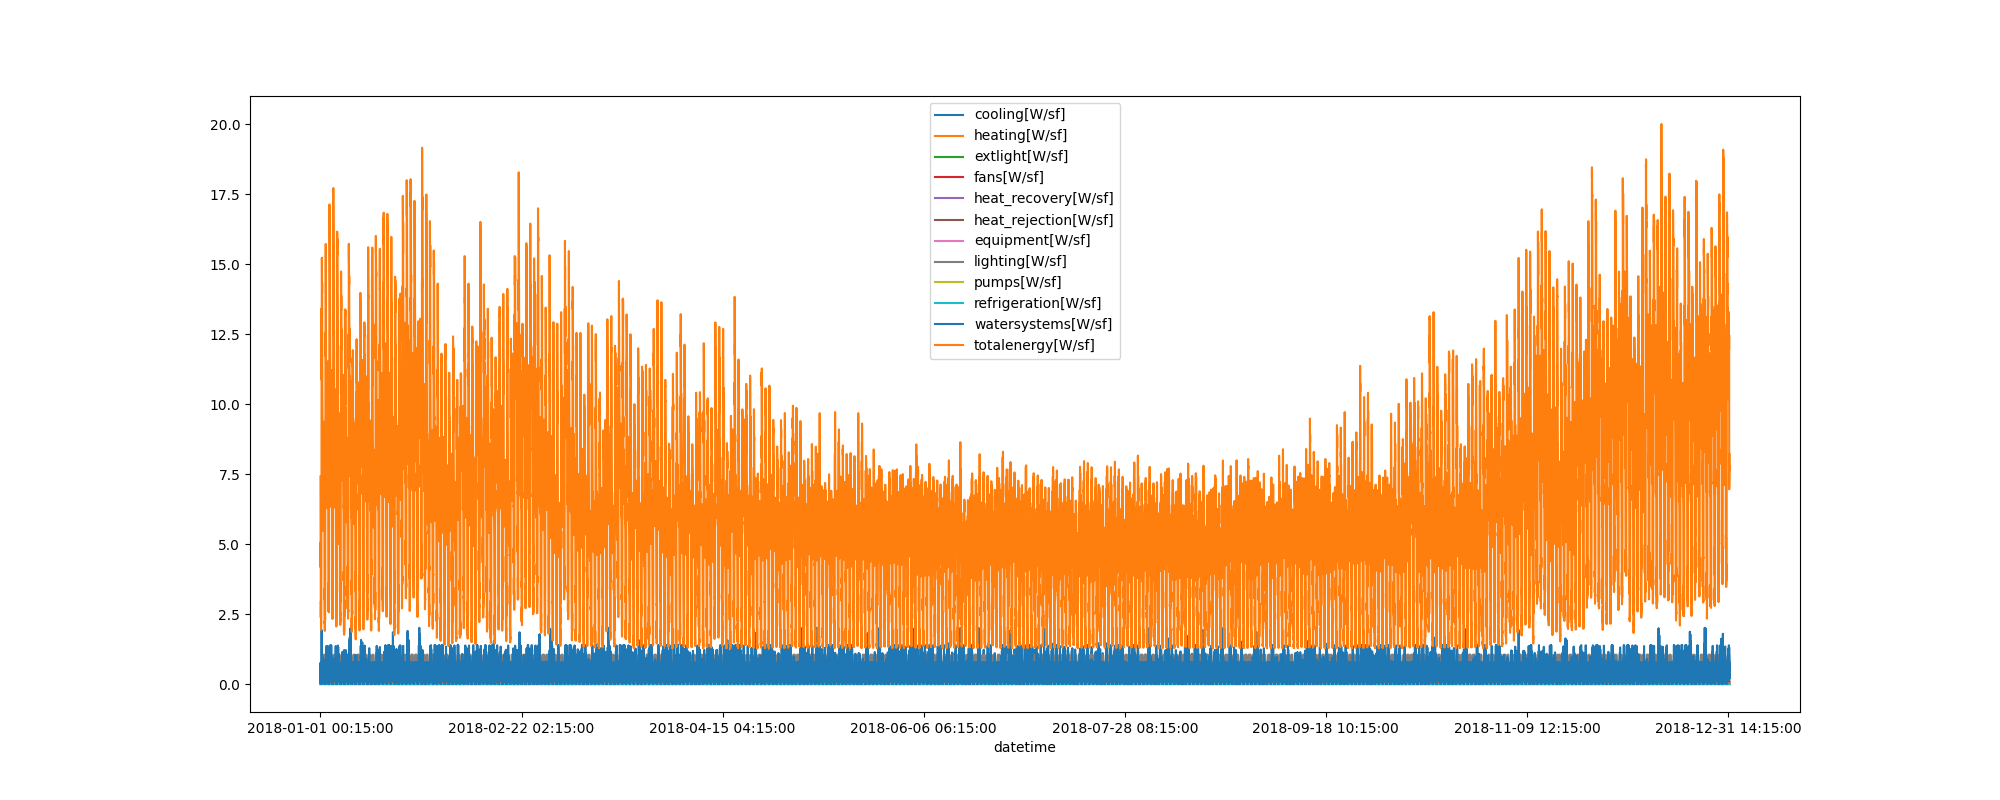 cooling[W/sf]
heating[W/sf]
extlight[W/sf]
fans[W/sf]
heat_recovery[W/sf]
heat_rejection[W/sf]
equipment[W/sf]
lighting[W/sf]
pumps[W/sf]
refrigeration[W/sf]
watersystems[W/sf]
totalenergy[W/sf]
20.0
17.5
15.0
12.5
10.0
7.5
5.0
2.5
0.0
2018-01-01 00:15:00
2018-02-22 02:15:00
2018-04-15 04:15:00
2018-06-06 06:15:00
2018-07-28 08:15:00
2018-09-18 10:15:00
2018-11-09 12:15:00
2018-12-31 14:15:00
datetime